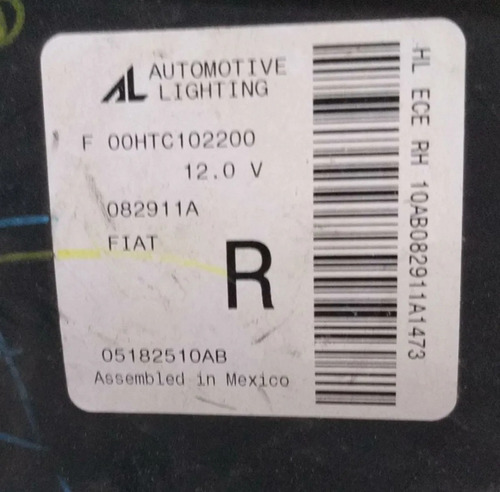 AL AUTOMOTIVE
LIGHTING
F 00HTC102200
12.0 V
082911A
FIAT
R
05182510AB
Assembled in Mexico
HL ECE RH 10AB082911A1473